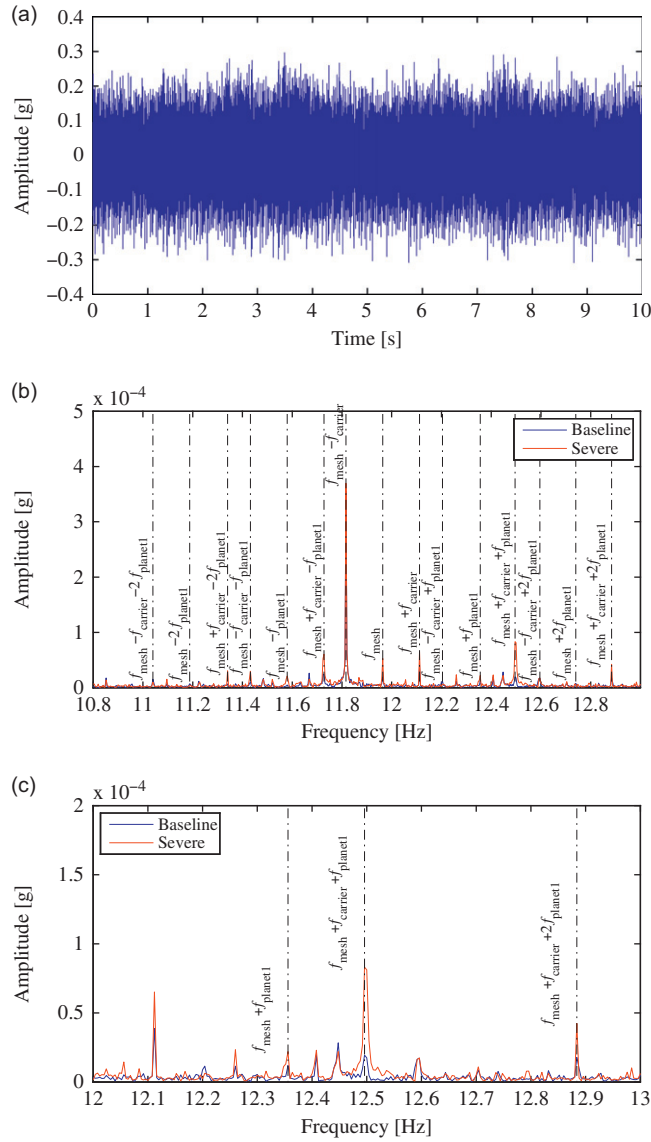 (a)
0.4
0.3
0.2
0.1
0
−0.1
−0.2
−0.3
0.4
Amplitude [g]
0 1 2 3 4 5 6 7 8 9 10
Time [s]
(b)
x 10⁻⁴
5
4
3
2
1
0
Amplitude [g]
f_mesh −f_carrier −2f_planet1
f_mesh −2f_planet1
f_mesh +f_carrier −2f_planet1
f_mesh −f_carrier −f_planet1
f_mesh −f_planet1
f_mesh +f_carrier −f_planet1
f_mesh −f_carrier
f_mesh
f_mesh +f_carrier
f_mesh −f_carrier +f_planet1
f_mesh +f_planet1
f_mesh +f_carrier +f_planet1
f_mesh −f_carrier +2f_planet1
f_mesh +2f_planet1
f_mesh +f_carrier +2f_planet1
Baseline
Severe
10.8 11 11.2 11.4 11.6 11.8 12 12.2 12.4 12.6 12.8
Frequency [Hz]
(c)
x 10⁻⁴
2
1.5
1
0.5
0
Amplitude [g]
Baseline
Severe
f_mesh +f_planet1
f_mesh +f_carrier +f_planet1
f_mesh +f_carrier +2f_planet1
12 12.1 12.2 12.3 12.4 12.5 12.6 12.7 12.8 12.9 13
Frequency [Hz]